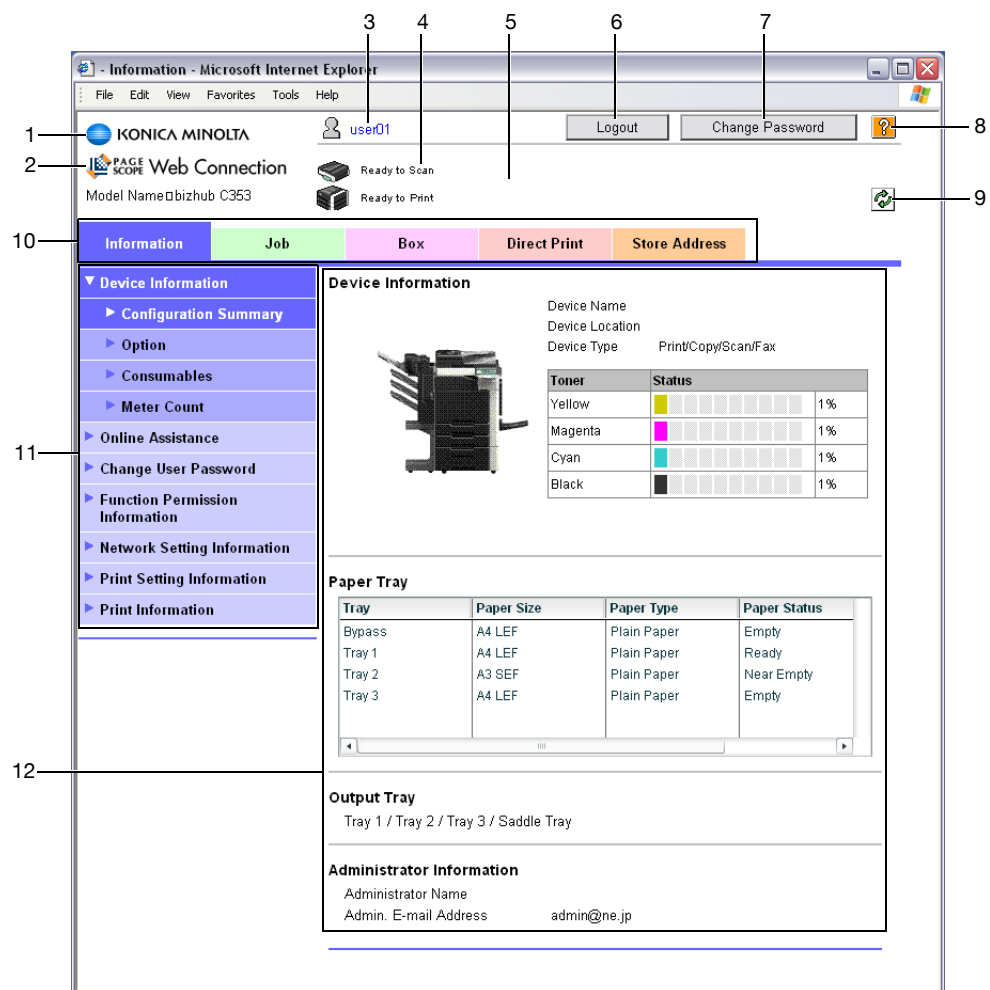 3 4 5 6 7
- Information - Microsoft Internet Explorer
File Edit View Favorites Tools Help
1 KONICA MINOLTA user01 Logout Change Password ? 8
2 PAGE SCOPE Web Connection Ready to Scan
Model Name□bizhub C353 Ready to Print 9
10 Information Job Box Direct Print Store Address
Device Information
Configuration Summary
Option
Consumables
Meter Count
Online Assistance
11
Change User Password
Function Permission
Information
Network Setting Information
Print Setting Information
Print Information
Device Information
Device Name
Device Location
Device Type Print/Copy/Scan/Fax
Toner Status
Yellow 1%
Magenta 1%
Cyan 1%
Black 1%
Paper Tray
Tray Paper Size Paper Type Paper Status
Bypass A4 LEF Plain Paper Empty
Tray 1 A4 LEF Plain Paper Ready
Tray 2 A3 SEF Plain Paper Near Empty
Tray 3 A4 LEF Plain Paper Empty
12
Output Tray
Tray 1 / Tray 2 / Tray 3 / Saddle Tray
Administrator Information
Administrator Name
Admin. E-mail Address admin@ne.jp